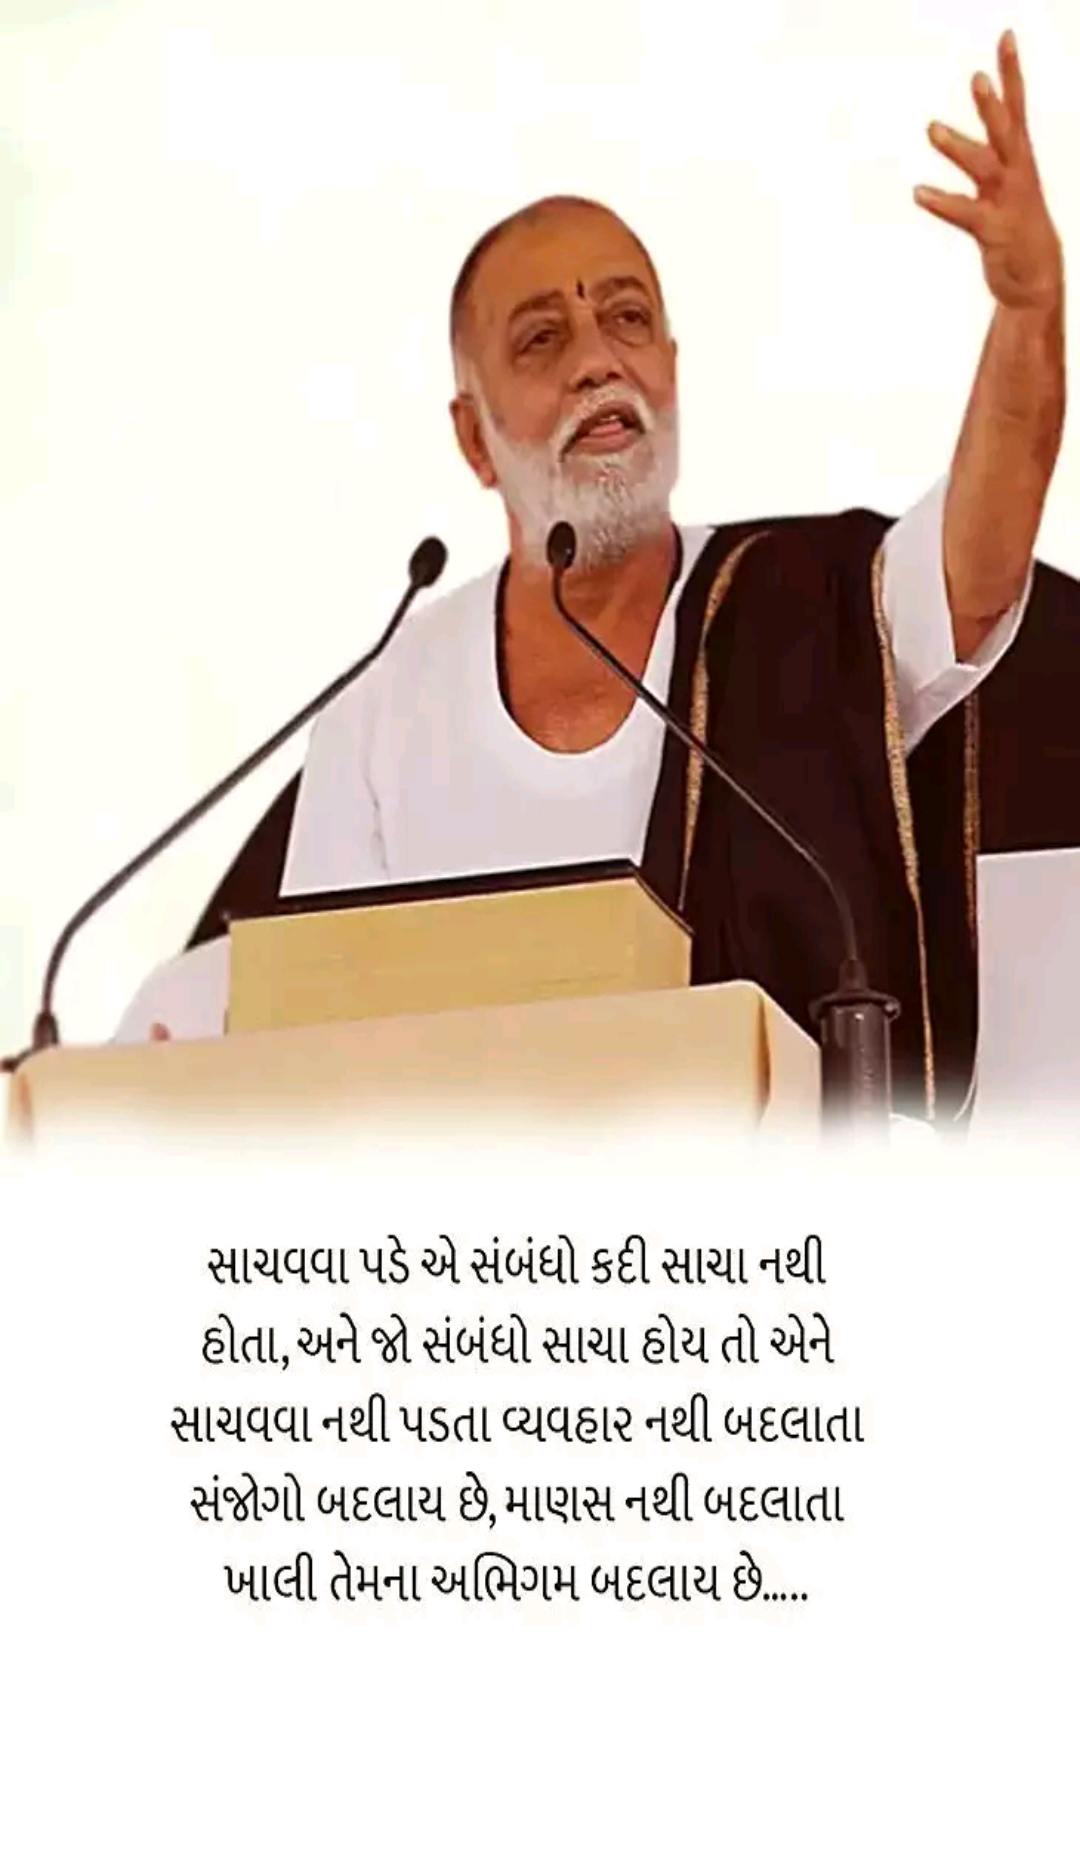 સાચવવા પડે એ સંબંધો કદી સાચા નથી
હોતા, અને જો સંબંધો સાચા હોય તો એને
સાચવવા નથી પડતા વ્યવહાર નથી બદલાતા
સંજોગો બદલાય છે, માણસ નથી બદલાતા
ખાલી તેમના અભિગમ બદલાય છે.....